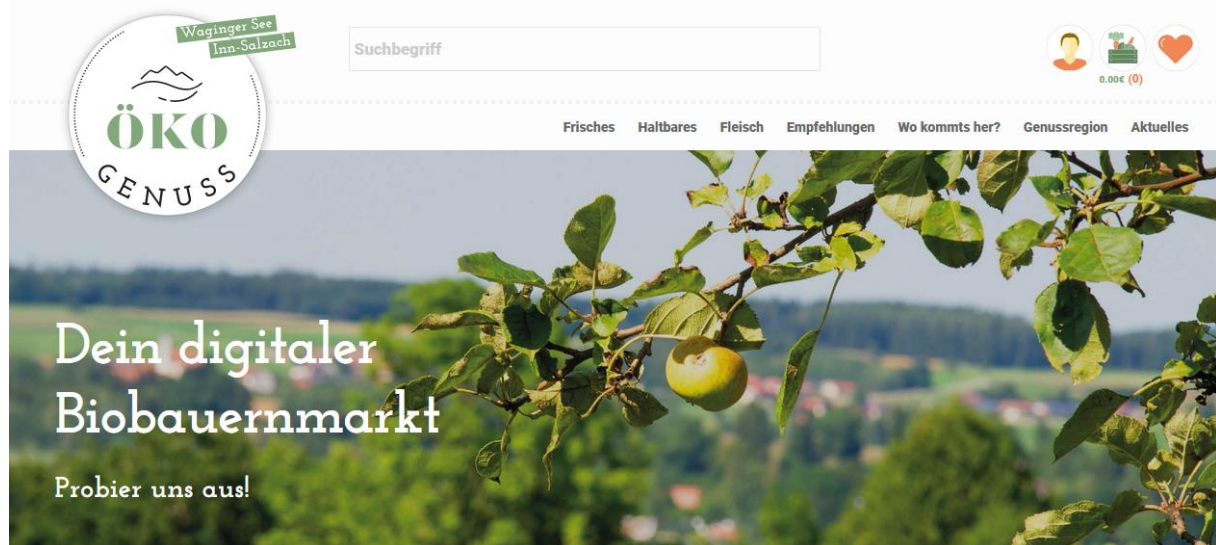 Waginger See
Inn-Salzach
ÖKO
GENUSS
Suchbegriff
0.00€ (0)
Frisches Haltbares Fleisch Empfehlungen Wo kommts her? Genussregion Aktuelles
Dein digitaler
Biobauernmarkt
Probier uns aus!